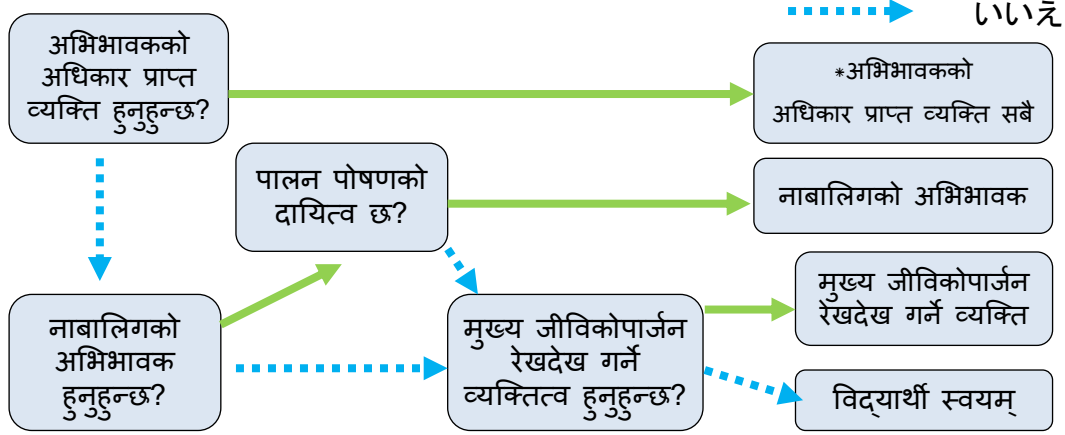 いいえ
अभिभावकको
अधिकार प्राप्त
व्यक्ति हुनुहुन्छ?
*अभिभावकको
अधिकार प्राप्त व्यक्ति सबै
पालन पोषणको
दायित्व छ?
नाबालिगको अभिभावक
नाबालिगको
अभिभावक
हुनुहुन्छ?
मुख्य जीविकोपार्जन
रेखदेख गर्ने
व्यक्तित्व हुनुहुन्छ?
मुख्य जीविकोपार्जन
रेखदेख गर्ने व्यक्ति
विद्यार्थी स्वयम्